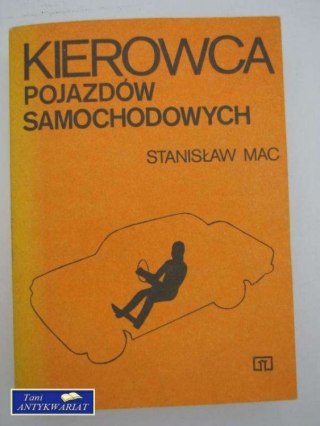 KIEROWCA
POJAZDÓW
SAMOCHODOWYCH
STANISŁAW MAC
Tani
ANTYKWARIAT